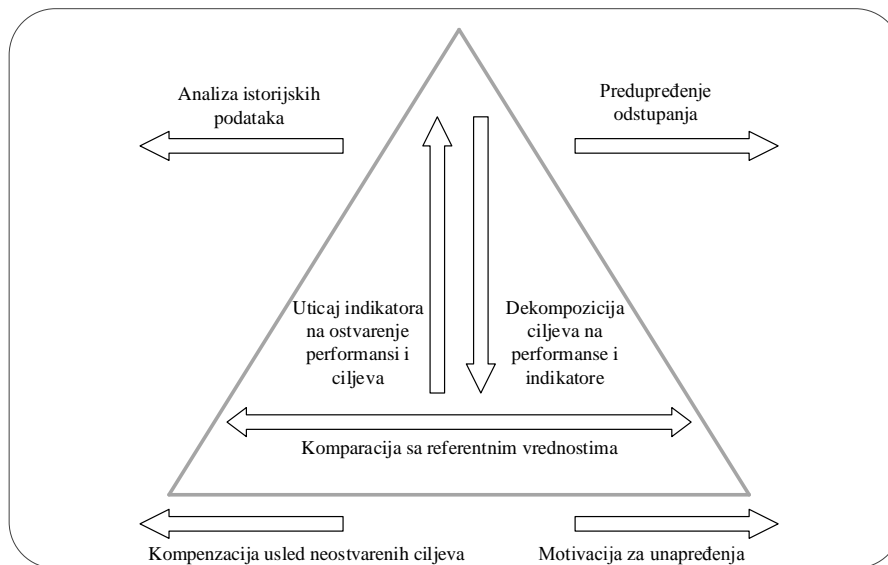 Analiza istorijskih
podataka
Predupređenje
odstupanja
Uticaj indikatora
na ostvarenje
performansi i
ciljeva
Dekompozicija
ciljeva na
performanse i
indikatore
Komparacija sa referentnim vrednostima
Kompenzacija usled neostvarenih ciljeva
Motivacija za unapređenja